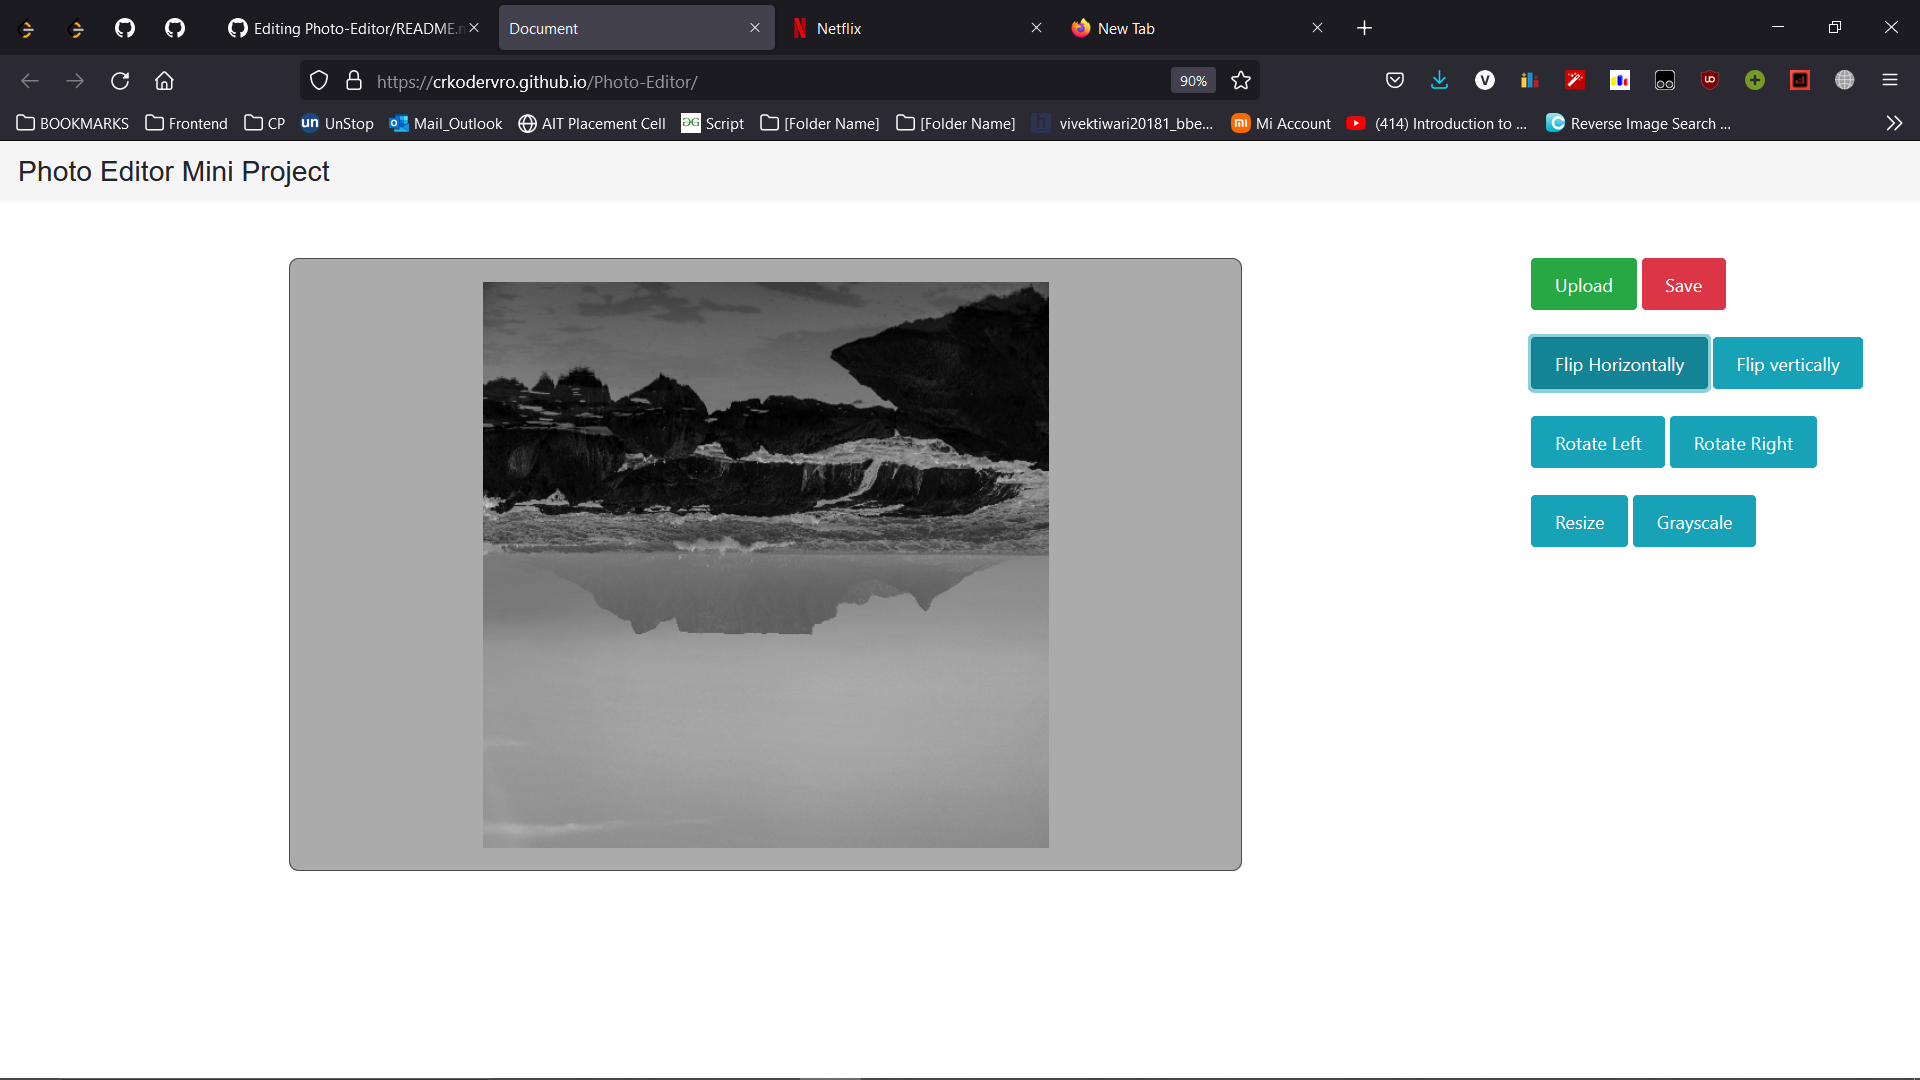 Editing Photo-Editor/README.m
Document
Netflix
New Tab
https://crkodervro.github.io/Photo-Editor/
90%
BOOKMARKS
Frontend
CP
un UnStop
Mail_Outlook
AIT Placement Cell
Script
[Folder Name]
[Folder Name]
h vivektiwari20181_bbe...
mi Mi Account
(414) Introduction to ...
Reverse Image Search ...
Photo Editor Mini Project
Upload
Save
Flip Horizontally
Flip vertically
Rotate Left
Rotate Right
Resize
Grayscale